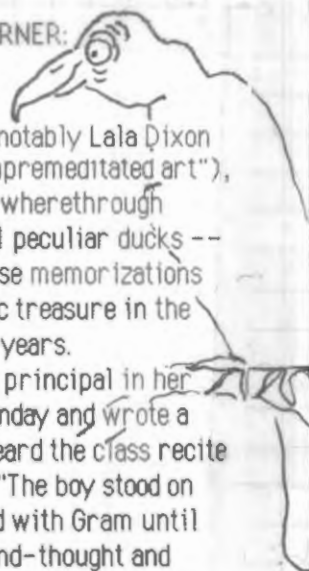 RNER:
notably Lala Dixon
npremeditated art"),
wherethrough
l peculiar ducks --
se memorizations
c treasure in the
years.
principal in her
nday and wrote a
eard the class recite
"The boy stood on
d with Gram until
nd-thought and